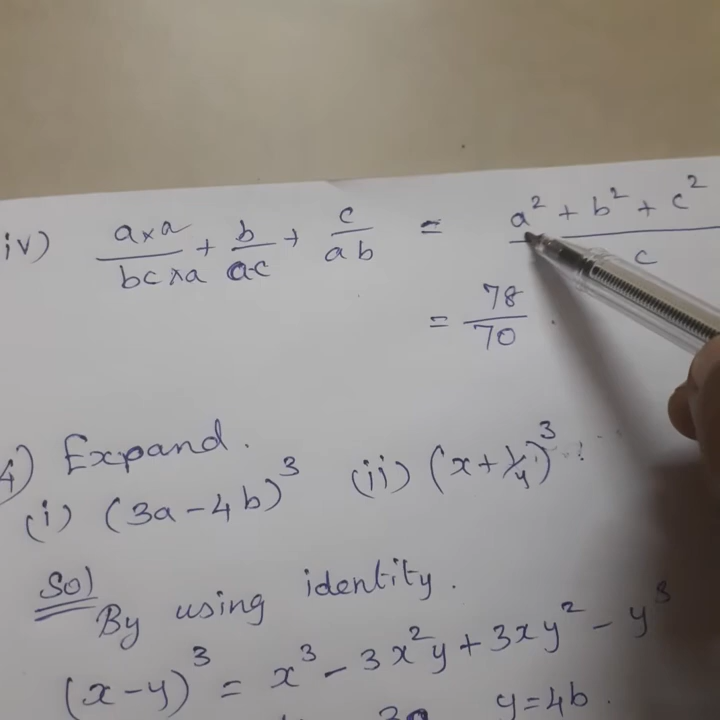 iv) a×a/bc×a + b/ac + c/ab = a² + b² + c²/c
= 78/70
4) Expand.
(i) (3a-4b)³ (ii) (x+1/y)³
Sol
By using identity.
(x-y)³ = x³ - 3x²y + 3xy² - y³
y=4b.